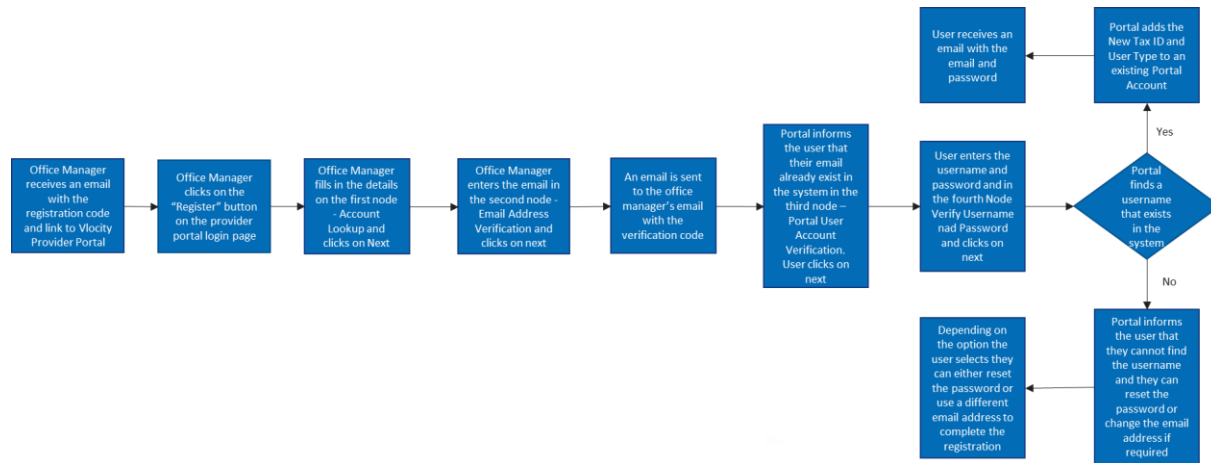 User receives an
email with the
email and
password
Portal adds the
New Tax ID and
User Type to an
existing Portal
Account
Yes
Office Manager
receives an email
with the
registration code
and link to Vlocity
Provider Portal
Office Manager
clicks on the
“Register” button
on the provider
portal login page
Office Manager
fills in the details
on the first node
- Account
Lookup and
clicks on Next
Office Manager
enters the email in
the second node -
Email Address
Verification and
clicks on next
An email is sent
to the office
manager’s email
with the
verification code
Portal informs
the user that
their email
already exist in
the system in the
third node –
Portal User
Account
Verification.
User clicks on
next
User enters the
username and
password and in
the fourth Node
Verify Username
nad Password
and clicks on
next
Portal
finds a
username
that exists
in the
system
No
Depending on
the option the
user selects they
can either reset
the password or
use a different
email address to
complete the
registration
Portal informs
the user that
they cannot find
the username
and they can
reset the
password or
change the email
address if
required